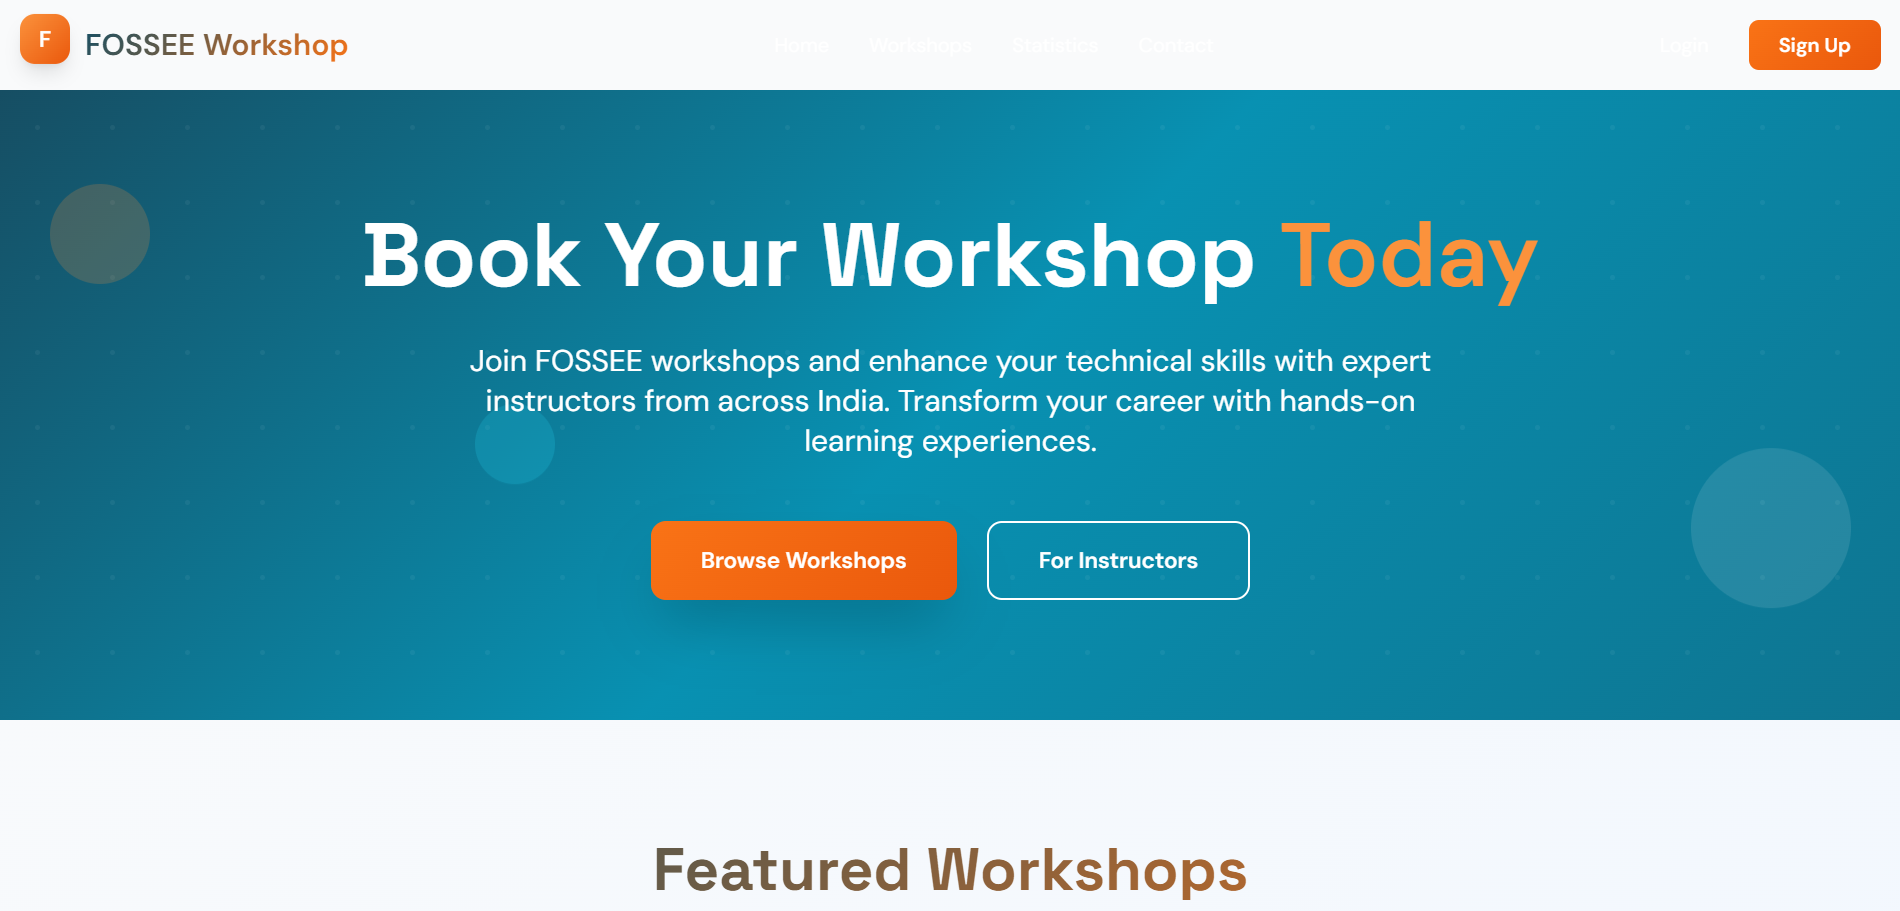 F
FOSSEE Workshop
Home
Workshops
Statistics
Contact
Login
Sign Up
Book Your Workshop Today
Join FOSSEE workshops and enhance your technical skills with expert
instructors from across India. Transform your career with hands-on
learning experiences.
Browse Workshops
For Instructors
Featured Workshops